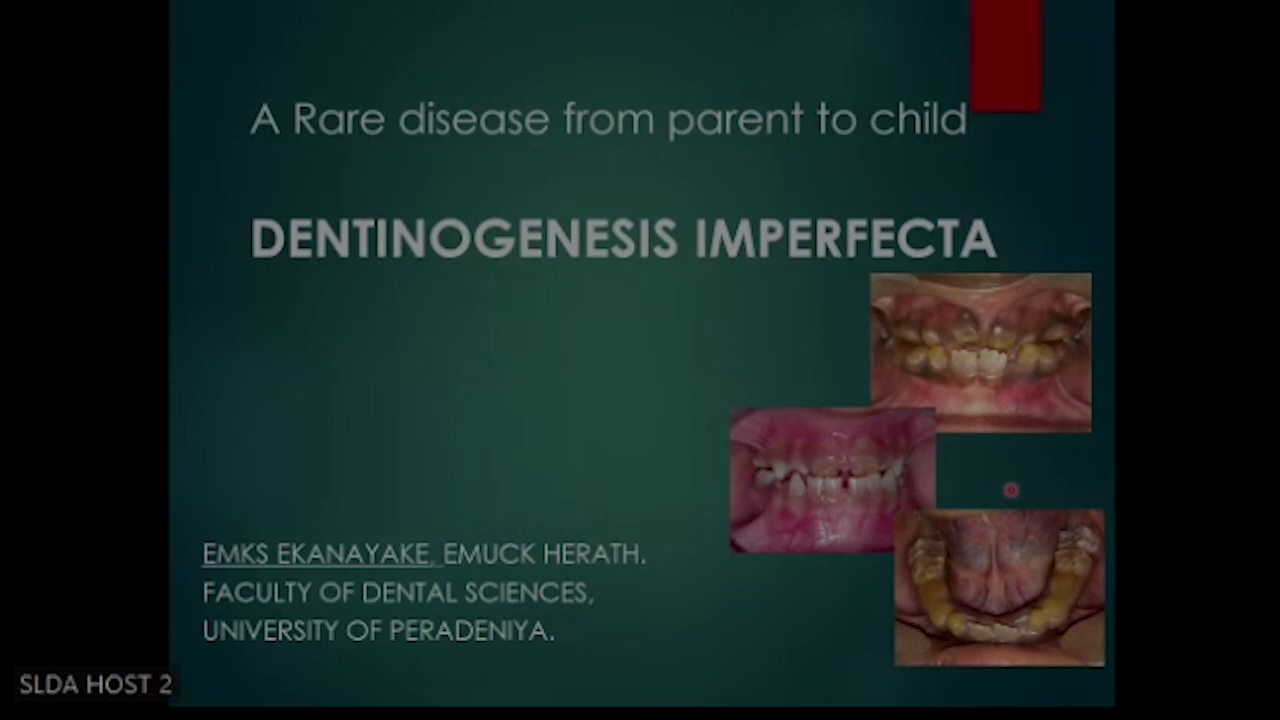 A Rare disease from parent to child
DENTINOGENESIS IMPERFECTA
EMKS EKANAYAKE, EMUCK HERATH.
FACULTY OF DENTAL SCIENCES,
UNIVERSITY OF PERADENIYA.
SLDA HOST 2